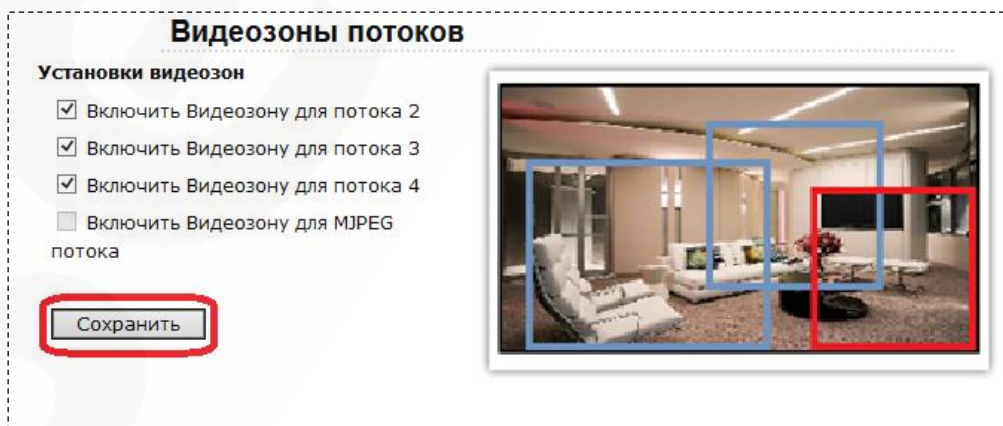 Видеозоны потоков
Установки видеозон
Включить Видеозону для потока 2
Включить Видеозону для потока 3
Включить Видеозону для потока 4
Включить Видеозону для MJPEG
потока
Сохранить